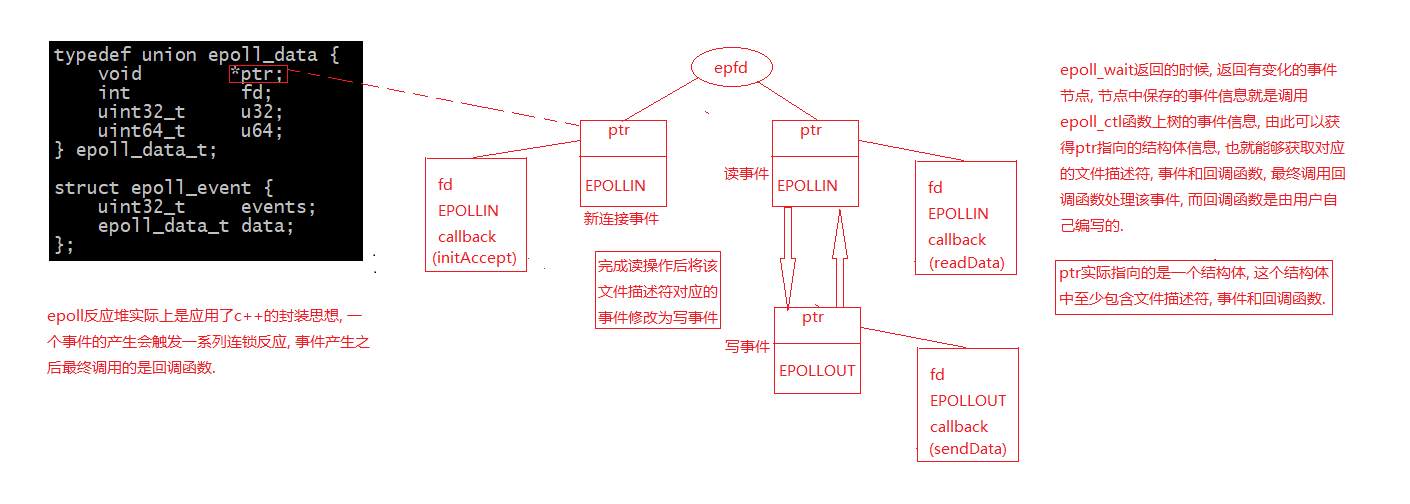 typedef union epoll_data {
void *ptr;
int fd;
uint32_t u32;
uint64_t u64;
} epoll_data_t;
struct epoll_event {
uint32_t events;
epoll_data_t data;
};
epoll反应堆实际上是应用了c++的封装思想, 一
个事件的产生会触发一系列连锁反应, 事件产生之
后最终调用的是回调函数.
epfd
ptr
EPOLLIN
新连接事件
fd
EPOLLIN
callback
(initAccept)
完成读操作后将该
文件描述符对应的
事件修改为写事件
读事件
ptr
EPOLLIN
fd
EPOLLIN
callback
(readData)
写事件
ptr
EPOLLOUT
fd
EPOLLOUT
callback
(sendData)
epoll_wait返回的时候, 返回有变化的事件
节点, 节点中保存的事件信息就是调用
epoll_ctl函数上树的事件信息, 由此可以获
得ptr指向的结构体信息, 也就能够获取对应
的文件描述符, 事件和回调函数, 最终调用回
调函数处理该事件, 而回调函数是由用户自
己编写的.
ptr实际指向的是一个结构体, 这个结构体
中至少包含文件描述符, 事件和回调函数.